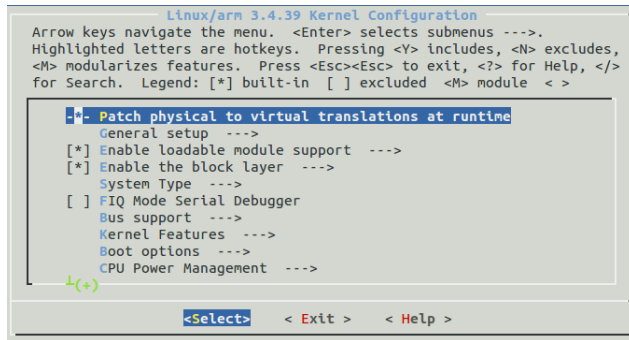 Linux/arm 3.4.39 Kernel Configuration
Arrow keys navigate the menu.  <Enter> selects submenus --->.
Highlighted letters are hotkeys.  Pressing <Y> includes, <N> excludes,
<M> modularizes features.  Press <Esc><Esc> to exit, <?> for Help, </>
for Search.  Legend: [*] built-in  [ ] excluded  <M> module  < >
-*- Patch physical to virtual translations at runtime
General setup  --->
[*] Enable loadable module support  --->
[*] Enable the block layer  --->
System Type  --->
[ ] FIQ Mode Serial Debugger
Bus support  --->
Kernel Features  --->
Boot options  --->
CPU Power Management  --->
┴(+)
<Select>    < Exit >    < Help >